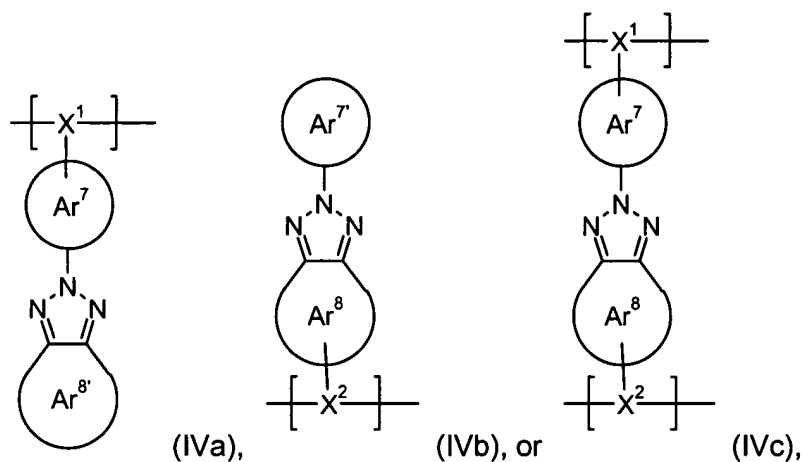 X¹
Ar⁷
N
N N
Ar⁸'
(IVa),
Ar⁷'
N
N N
Ar⁸
X²
(IVb), or
X¹
Ar⁷
N
N N
Ar⁸
X²
(IVc),